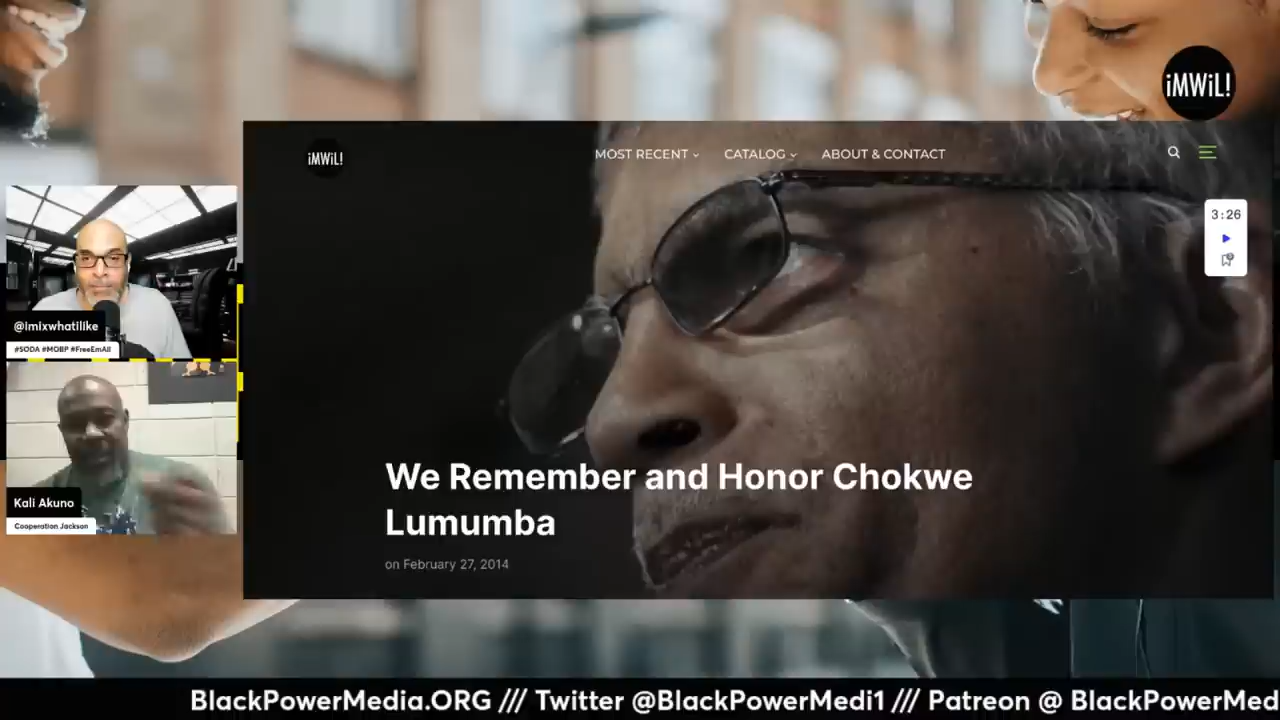 iMWiL!
iMWiL!
MOST RECENT
CATALOG
ABOUT & CONTACT
3:26
@imixwhatilike
#SODA #MOBP #FreeEmAll
Kali Akuno
Cooperation Jackson
We Remember and Honor Chokwe
Lumumba
on February 27, 2014
BlackPowerMedia.ORG /// Twitter @BlackPowerMedi1 /// Patreon @ BlackPowerMed